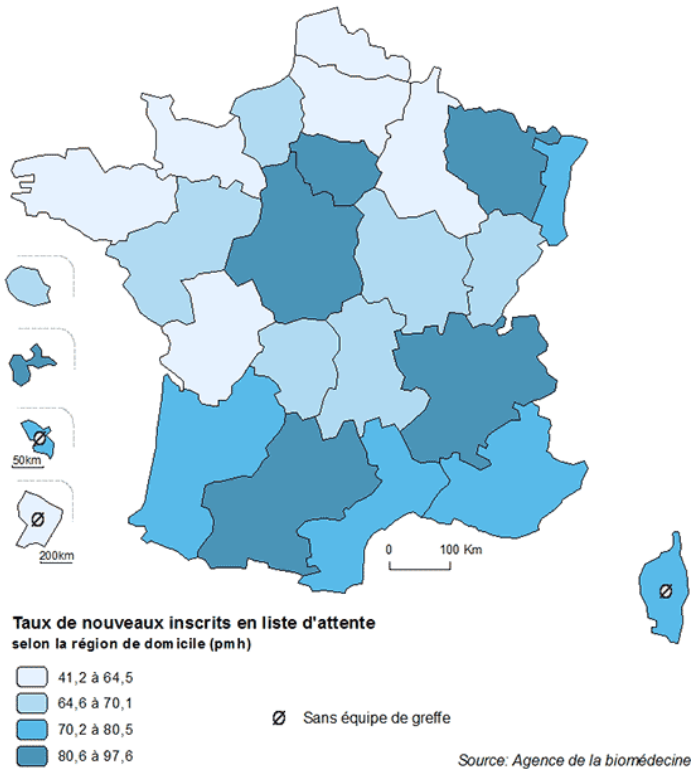 50km
200km
0 100 Km
Taux de nouveaux inscrits en liste d'attente
selon la région de domicile (pmh)
41,2 à 64,5
64,6 à 70,1
70,2 à 80,5
80,6 à 97,6
Ø Sans équipe de greffe
Source: Agence de la biomédecine